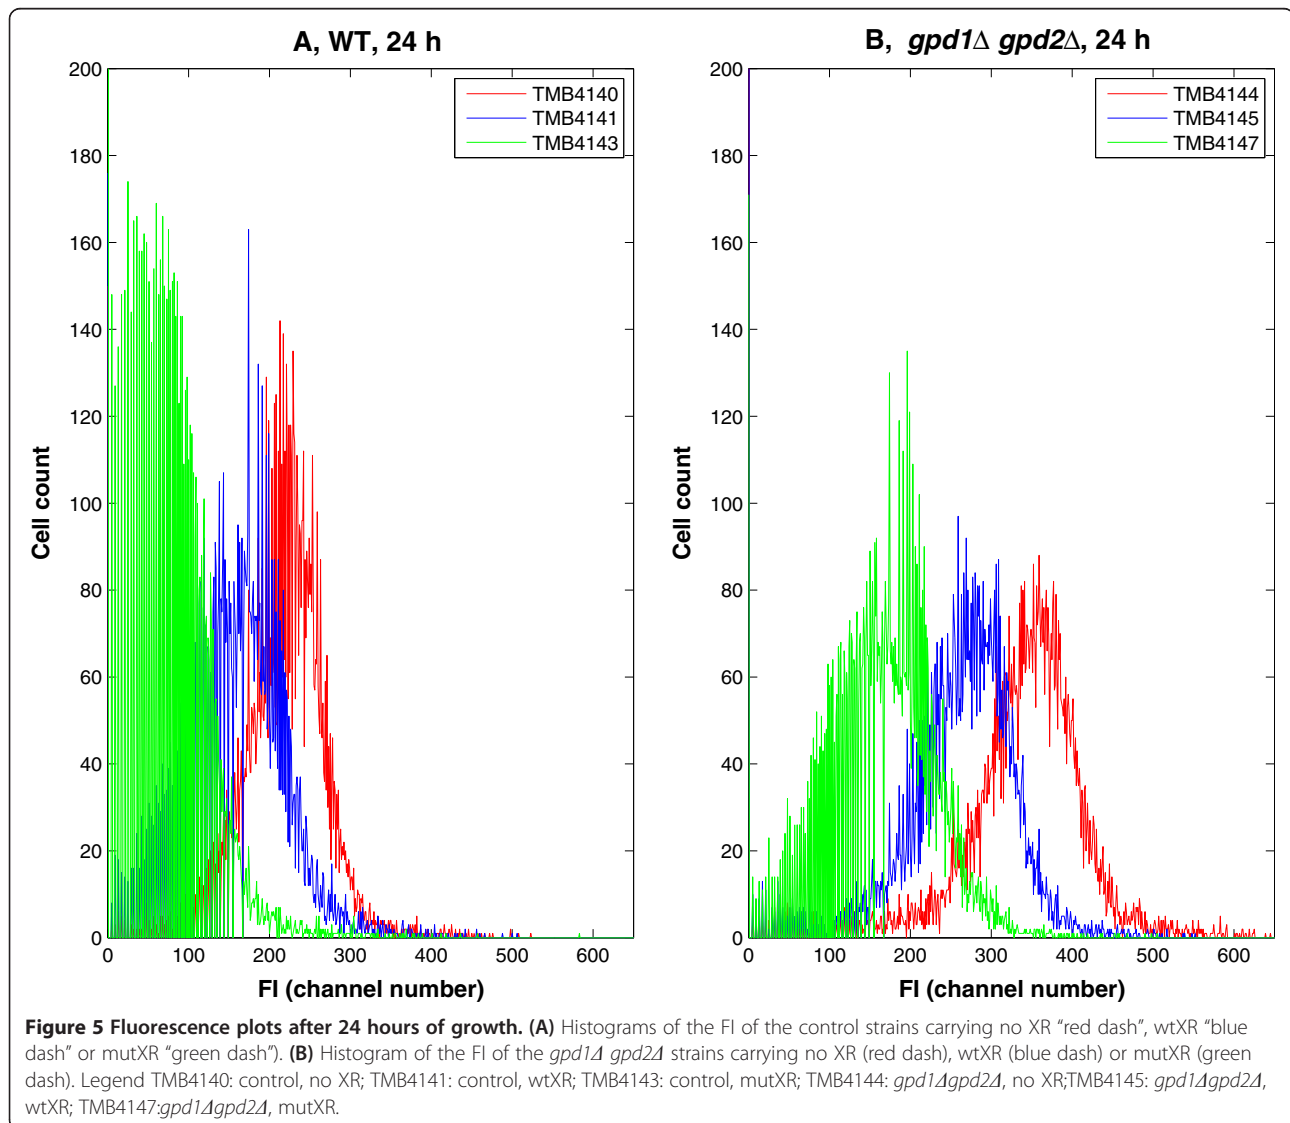 A, WT, 24 h
B, gpd1Δ gpd2Δ, 24 h
200
180
160
140
120
100
80
60
40
20
0
Cell count
TMB4140
TMB4141
TMB4143
0 100 200 300 400 500 600
FI (channel number)
200
180
160
140
120
100
80
60
40
20
0
Cell count
TMB4144
TMB4145
TMB4147
0 100 200 300 400 500 600
FI (channel number)
Figure 5 Fluorescence plots after 24 hours of growth. (A) Histograms of the FI of the control strains carrying no XR “red dash”, wtXR “blue
dash” or mutXR “green dash”). (B) Histogram of the FI of the gpd1Δ gpd2Δ strains carrying no XR (red dash), wtXR (blue dash) or mutXR (green
dash). Legend TMB4140: control, no XR; TMB4141: control, wtXR; TMB4143: control, mutXR; TMB4144: gpd1Δgpd2Δ, no XR;TMB4145: gpd1Δgpd2Δ,
wtXR; TMB4147:gpd1Δgpd2Δ, mutXR.